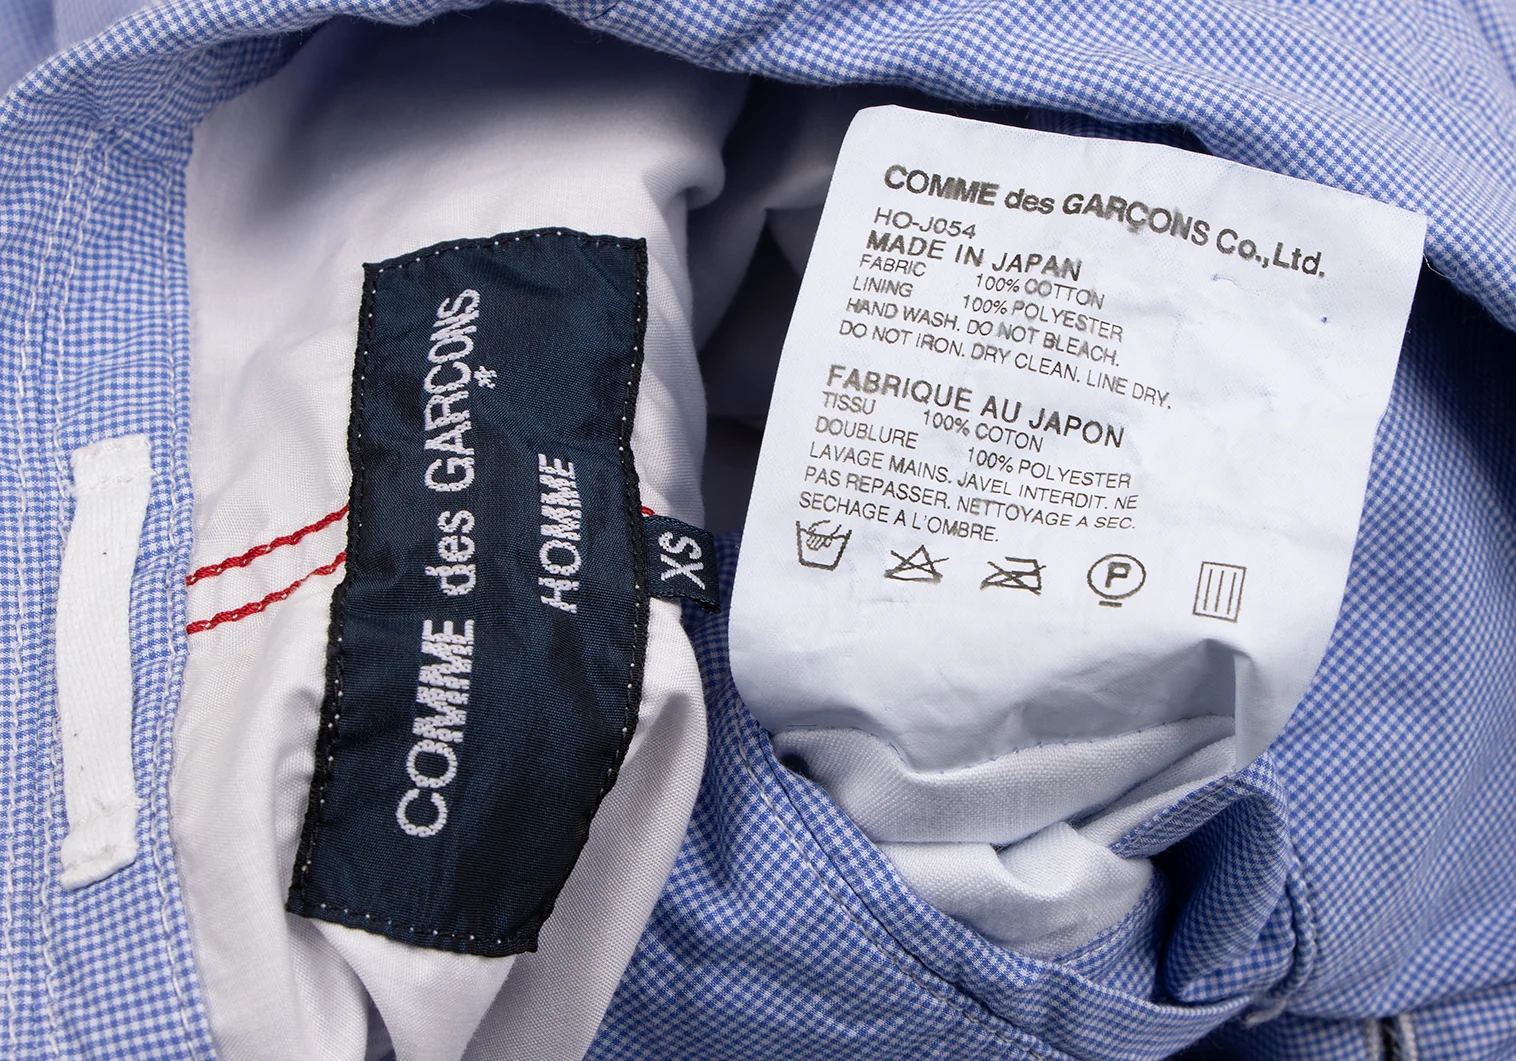 COMME des GARÇONS
HOMME
XS
COMME des GARÇONS Co.,Ltd.
HO-J054
MADE IN JAPAN
FABRIC 100% COTTON
LINING 100% POLYESTER
HAND WASH. DO NOT BLEACH.
DO NOT IRON. DRY CLEAN. LINE DRY.
FABRIQUE AU JAPON
TISSU 100% COTON
DOUBLURE 100% POLYESTER
LAVAGE MAINS. JAVEL INTERDIT. NE
PAS REPASSER. NETTOYAGE A SEC.
SECHAGE A L'OMBRE.
P